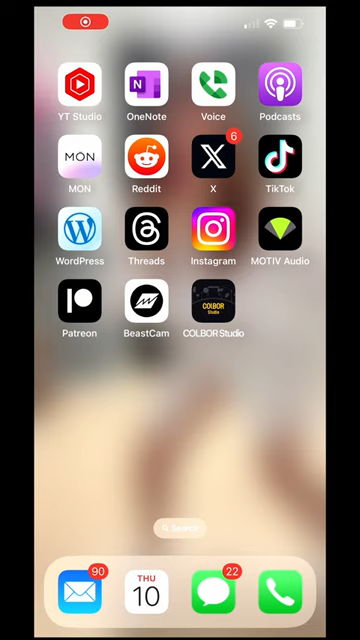 YT Studio
OneNote
Voice
Podcasts
6
MON
MON
Reddit
X
TikTok
WordPress
Threads
Instagram
MOTIV Audio
COLBOR
Studio
Patreon
BeastCam
COLBOR Studio
Search
90
THU
10
22